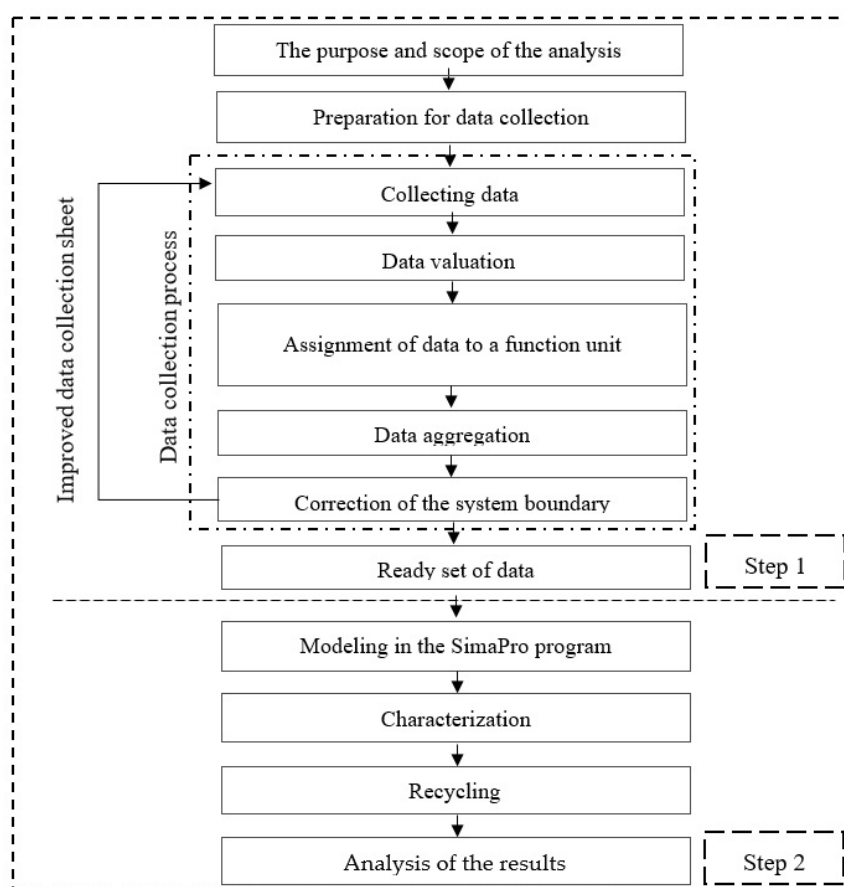 The purpose and scope of the analysis
Preparation for data collection
Collecting data
Data valuation
Assignment of data to a function unit
Data aggregation
Correction of the system boundary
Improved data collection sheet
Data collection process
Ready set of data
Step 1
Modeling in the SimaPro program
Characterization
Recycling
Analysis of the results
Step 2